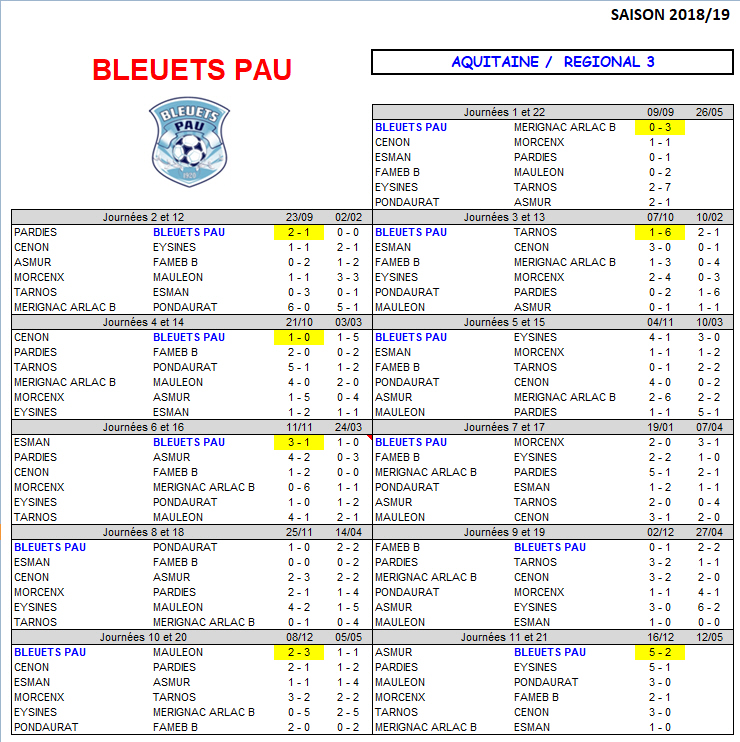 SAISON 2018/19
BLEUETS PAU
AQUITAINE / REGIONAL 3
BLEUETS
PAU
1920
Journées 1 et 22 09/09 26/05
BLEUETS PAU MERIGNAC ARLAC B 0 - 3
CENON MORCENX 1 - 1
ESMAN PARDIES 0 - 1
FAMEB B MAULEON 0 - 2
EYSINES TARNOS 2 - 7
PONDAURAT ASMUR 2 - 1
Journées 2 et 12 23/09 02/02
PARDIES BLEUETS PAU 2 - 1 0 - 0
CENON EYSINES 1 - 1 2 - 1
ASMUR FAMEB B 0 - 2 1 - 2
MORCENX MAULEON 1 - 1 3 - 3
TARNOS ESMAN 0 - 3 0 - 1
MERIGNAC ARLAC B PONDAURAT 6 - 0 5 - 1
Journées 3 et 13 07/10 10/02
BLEUETS PAU TARNOS 1 - 6 2 - 1
ESMAN CENON 3 - 0 0 - 1
FAMEB B MERIGNAC ARLAC B 1 - 3 0 - 4
EYSINES MORCENX 2 - 4 0 - 3
PONDAURAT PARDIES 0 - 2 1 - 6
MAULEON ASMUR 0 - 1 1 - 1
Journées 4 et 14 21/10 03/03
CENON BLEUETS PAU 1 - 0 1 - 5
PARDIES FAMEB B 2 - 0 0 - 2
TARNOS PONDAURAT 5 - 1 1 - 2
MERIGNAC ARLAC B MAULEON 4 - 0 2 - 0
MORCENX ASMUR 1 - 5 0 - 4
EYSINES ESMAN 1 - 2 1 - 1
Journées 5 et 15 04/11 10/03
BLEUETS PAU EYSINES 4 - 1 3 - 0
ESMAN MORCENX 1 - 1 1 - 2
FAMEB B TARNOS 0 - 1 2 - 2
PONDAURAT CENON 4 - 0 0 - 2
ASMUR MERIGNAC ARLAC B 2 - 6 2 - 2
MAULEON PARDIES 1 - 1 5 - 1
Journées 6 et 16 11/11 24/03
ESMAN BLEUETS PAU 3 - 1 1 - 0
PARDIES ASMUR 4 - 2 0 - 3
CENON FAMEB B 1 - 2 0 - 0
MORCENX MERIGNAC ARLAC B 0 - 6 1 - 1
EYSINES PONDAURAT 1 - 0 1 - 2
TARNOS MAULEON 4 - 1 2 - 1
Journées 7 et 17 19/01 07/04
BLEUETS PAU MORCENX 2 - 0 3 - 1
FAMEB B EYSINES 2 - 2 1 - 0
MERIGNAC ARLAC B PARDIES 5 - 1 2 - 1
PONDAURAT ESMAN 1 - 2 1 - 1
ASMUR TARNOS 2 - 0 0 - 4
MAULEON CENON 3 - 1 2 - 0
Journées 8 et 18 25/11 14/04
BLEUETS PAU PONDAURAT 1 - 0 2 - 2
ESMAN FAMEB B 0 - 0 0 - 2
CENON ASMUR 2 - 3 2 - 2
MORCENX PARDIES 2 - 1 1 - 4
EYSINES MAULEON 4 - 2 1 - 5
TARNOS MERIGNAC ARLAC B 0 - 1 0 - 4
Journées 9 et 19 02/12 27/04
FAMEB B BLEUETS PAU 0 - 1 2 - 2
PARDIES TARNOS 3 - 2 1 - 1
MERIGNAC ARLAC B CENON 3 - 2 2 - 0
PONDAURAT MORCENX 1 - 4 0 - 1
ASMUR EYSINES 3 - 0 6 - 2
MAULEON ESMAN 1 - 0 0 - 0
Journées 10 et 20 08/12 05/05
BLEUETS PAU MAULEON 2 - 3 1 - 1
CENON PARDIES 2 - 1 1 - 2
ESMAN ASMUR 1 - 1 1 - 4
MORCENX TARNOS 3 - 2 2 - 2
EYSINES MERIGNAC ARLAC B 0 - 5 2 - 5
PONDAURAT FAMEB B 2 - 0 0 - 2
Journées 11 et 21 16/12 12/05
ASMUR BLEUETS PAU 5 - 2
PARDIES EYSINES 5 - 1
MAULEON PONDAURAT 3 - 0
MORCENX FAMEB B 2 - 1
TARNOS CENON 3 - 0
MERIGNAC ARLAC B ESMAN 1 - 0